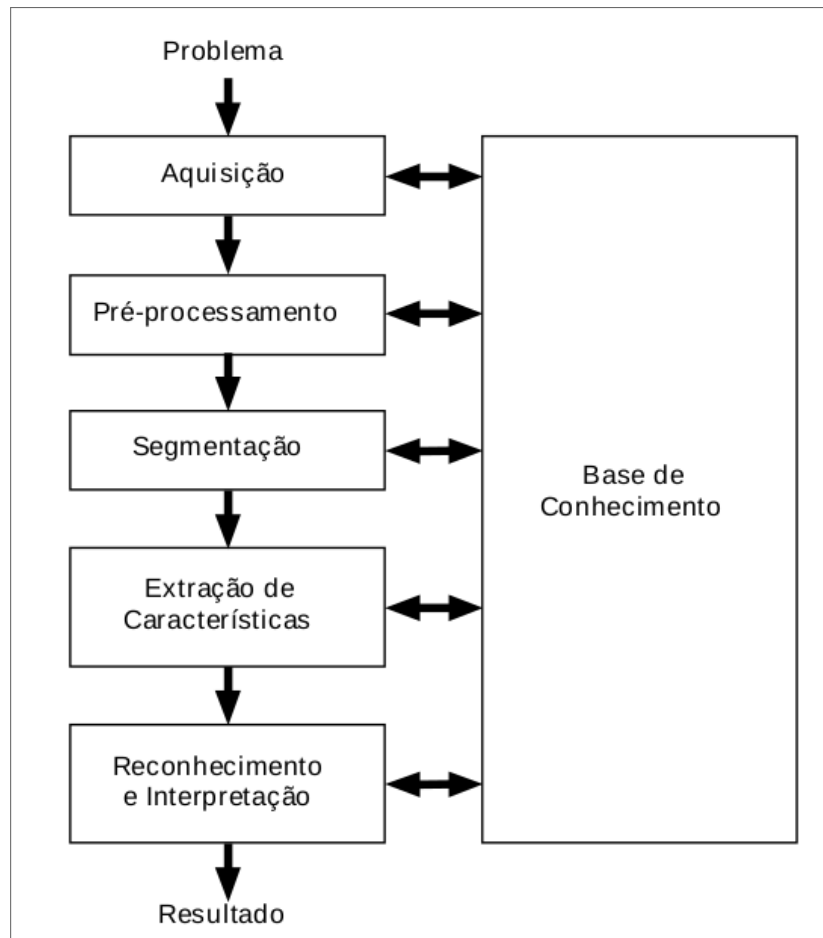 Problema
Aquisição
Pré-processamento
Segmentação
Extração de
Características
Reconhecimento
e Interpretação
Resultado
Base de
Conhecimento